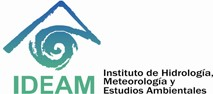 IDEAM
Instituto de Hidrología,
Meteorología y
Estudios Ambientales